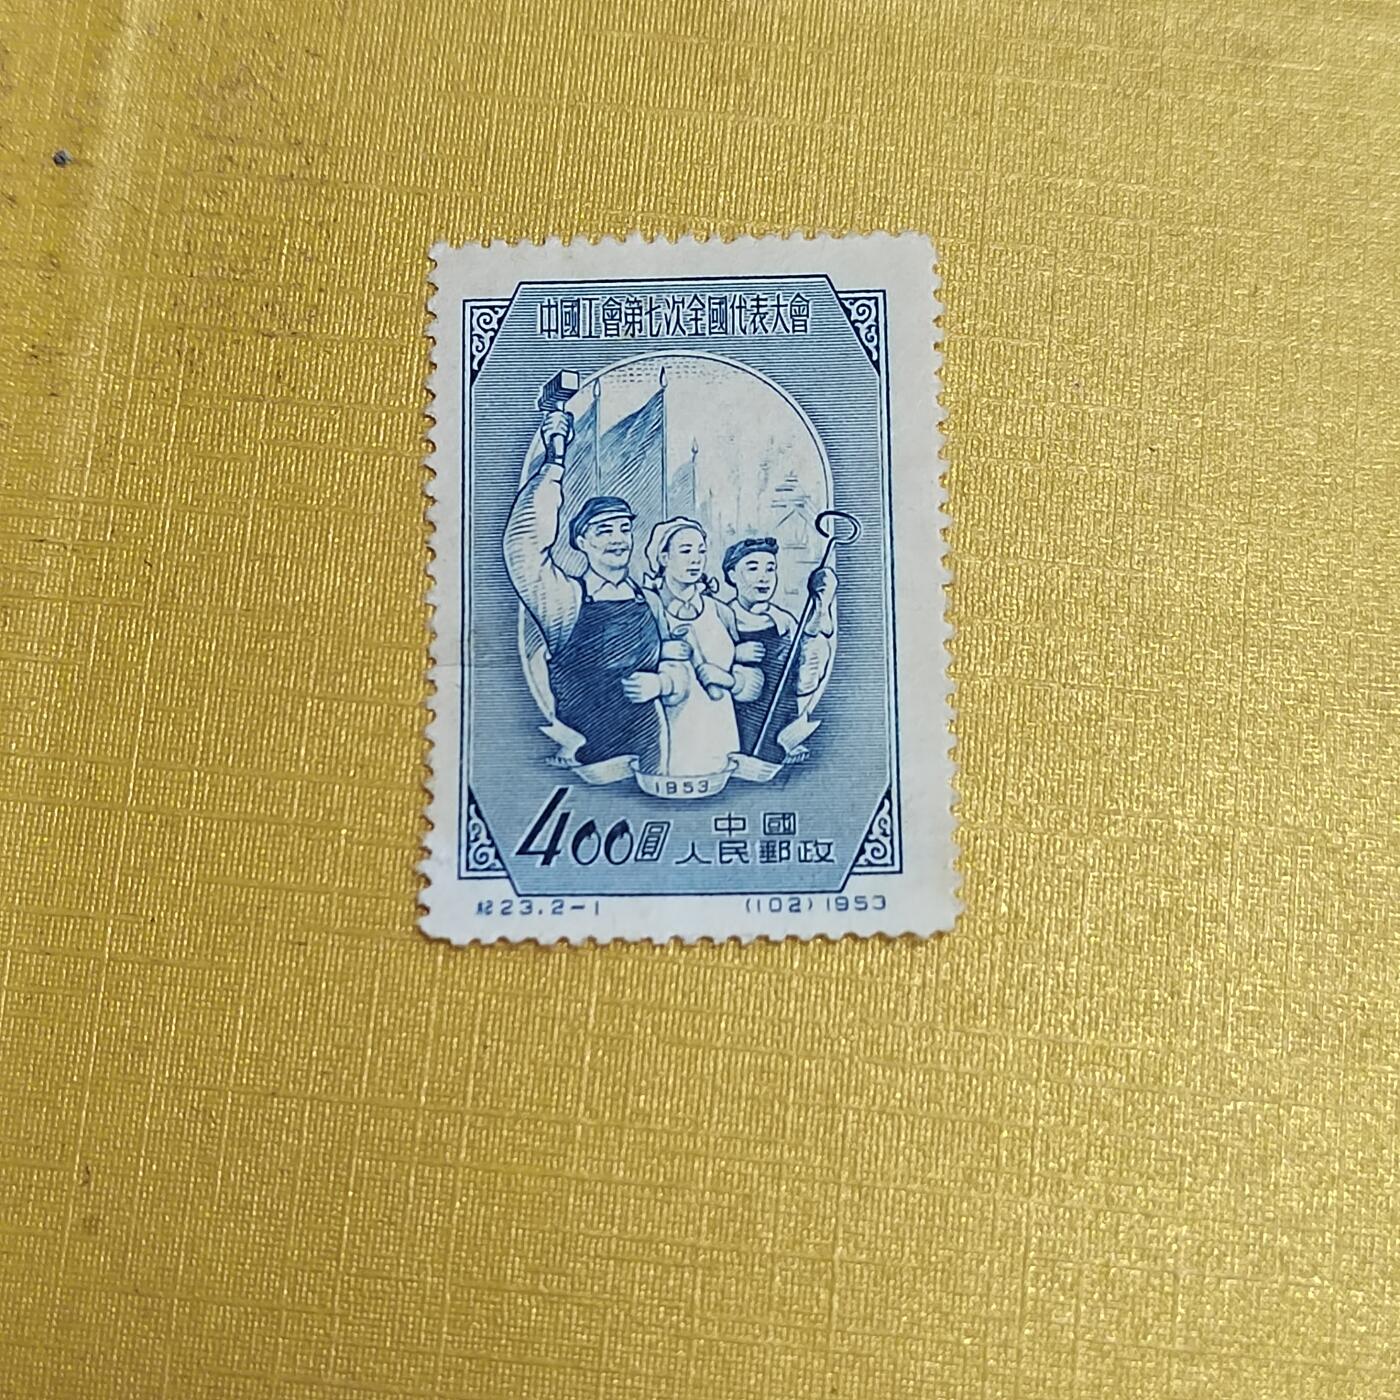 中國工會第七次全國代表大會
1953
400圓
中國
人民郵政
紀23.2-1 (102)1953